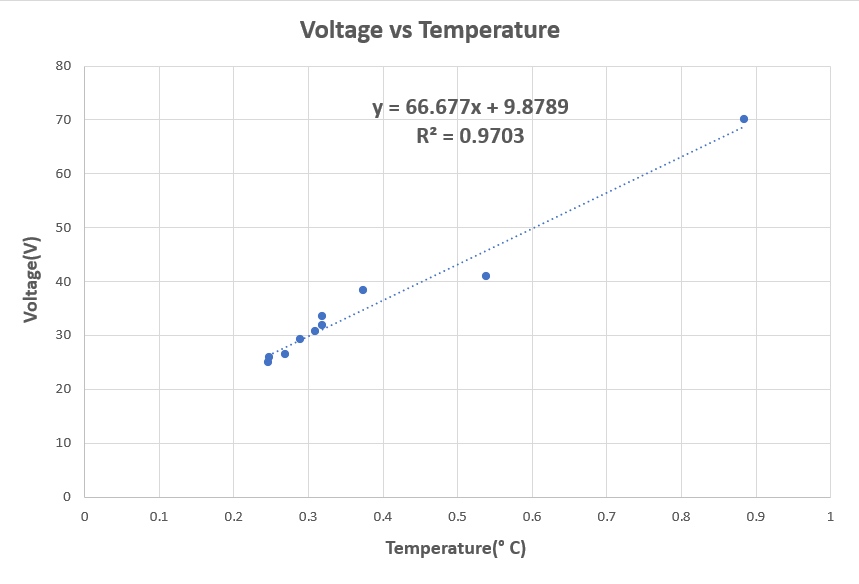 Voltage vs Temperature
80
y = 66.677x + 9.8789
R² = 0.9703
70
60
50
40
30
20
10
0
Voltage(V)
0 0.1 0.2 0.3 0.4 0.5 0.6 0.7 0.8 0.9 1
Temperature(° C)